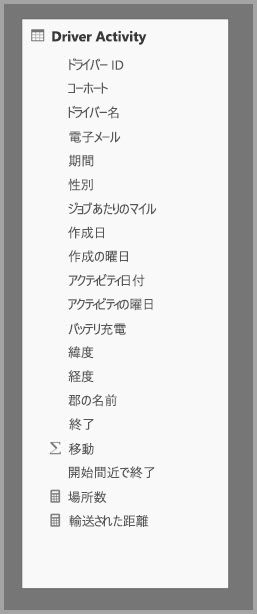 Driver Activity
ドライバー ID
コーホート
ドライバー名
電子メール
期間
性別
ジョブあたりのマイル
作成日
作成の曜日
アクティビティ日付
アクティビティの曜日
バッテリ充電
緯度
経度
郡の名前
終了
移動
開始間近で終了
場所数
輸送された距離